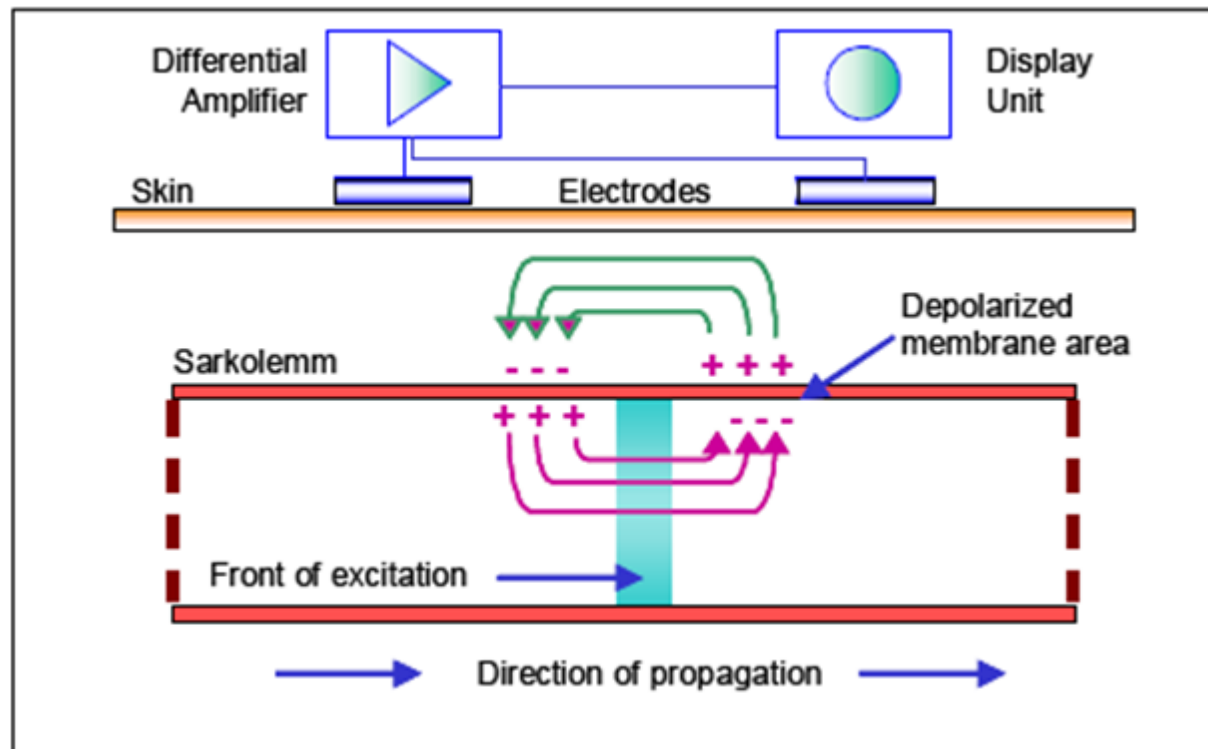 Differential
Amplifier
Display
Unit
Skin
Electrodes
Depolarized
membrane area
Sarkolemm
- - -
+ + +
+ + +
- - -
Front of excitation
Direction of propagation